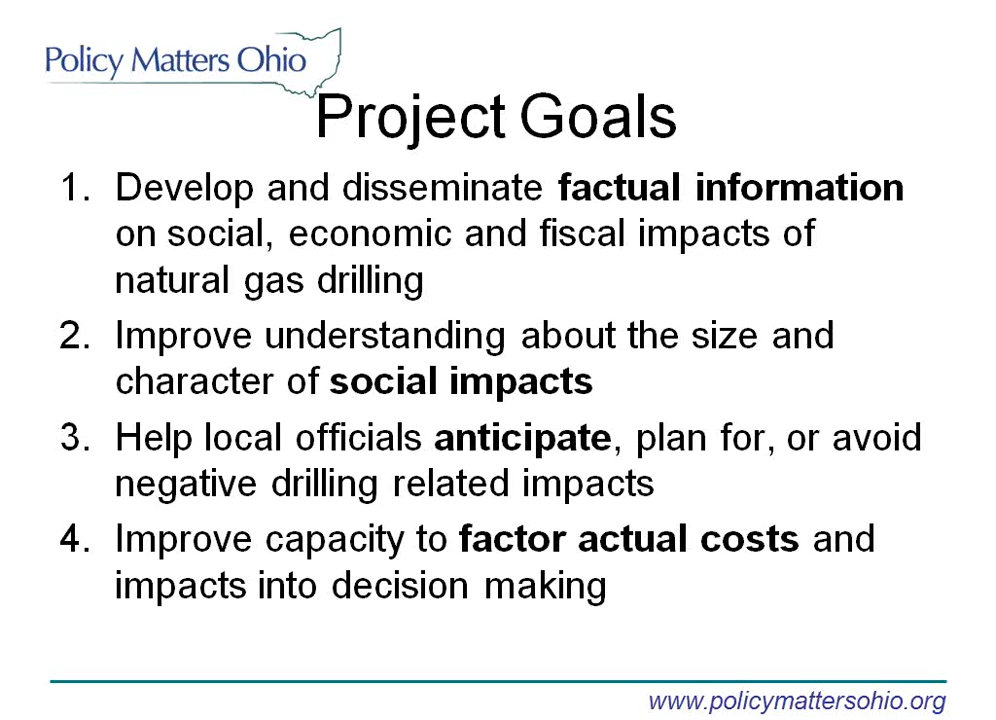 Policy Matters Ohio
Project Goals
1. Develop and disseminate factual information
on social, economic and fiscal impacts of
natural gas drilling
2. Improve understanding about the size and
character of social impacts
3. Help local officials anticipate, plan for, or avoid
negative drilling related impacts
4. Improve capacity to factor actual costs and
impacts into decision making
www.policymattersohio.org